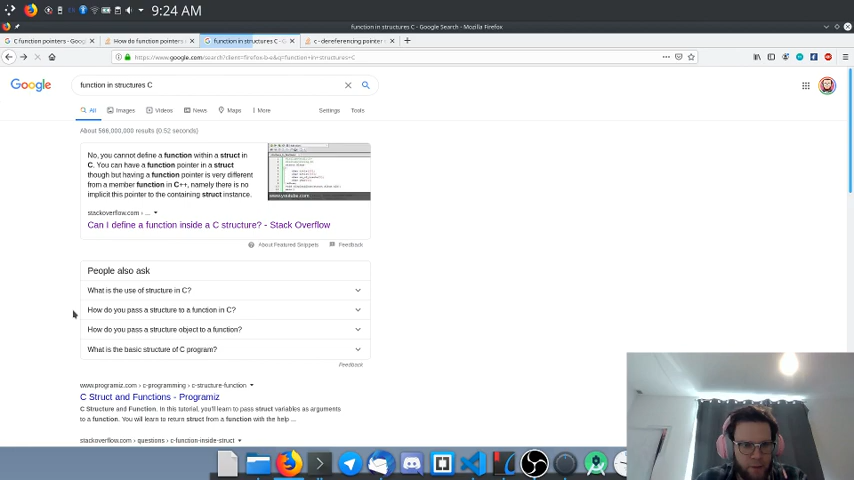 9:24 AM
function in structures C - Google Search - Mozilla Firefox
C function pointers - Goog
How do function pointers in
function in structures C - G
c - dereferencing pointer
https://www.google.com/search?client=firefox-b-e&q=function+in+structures+C
Google
function in structures C
All
Images
Videos
News
Maps
More
Settings
Tools
About 566,000,000 results (0.52 seconds)
No, you cannot define a function within a struct in
C. You can have a function pointer in a struct
though but having a function pointer is very different
from a member function in C++, namely there is no
implicit this pointer to the containing struct instance.
stackoverflow.com › ...
Can I define a function inside a C structure? - Stack Overflow
About Featured Snippets
Feedback
People also ask
What is the use of structure in C?
How do you pass a structure to a function in C?
How do you pass a structure object to a function?
What is the basic structure of C program?
Feedback
www.programiz.com › c-programming › c-structure-function
C Struct and Functions - Programiz
C Structure and Function. In this tutorial, you'll learn to pass struct variables as arguments
to a function. You will learn to return struct from a function with the help ...
stackoverflow.com › questions › c-function-inside-struct